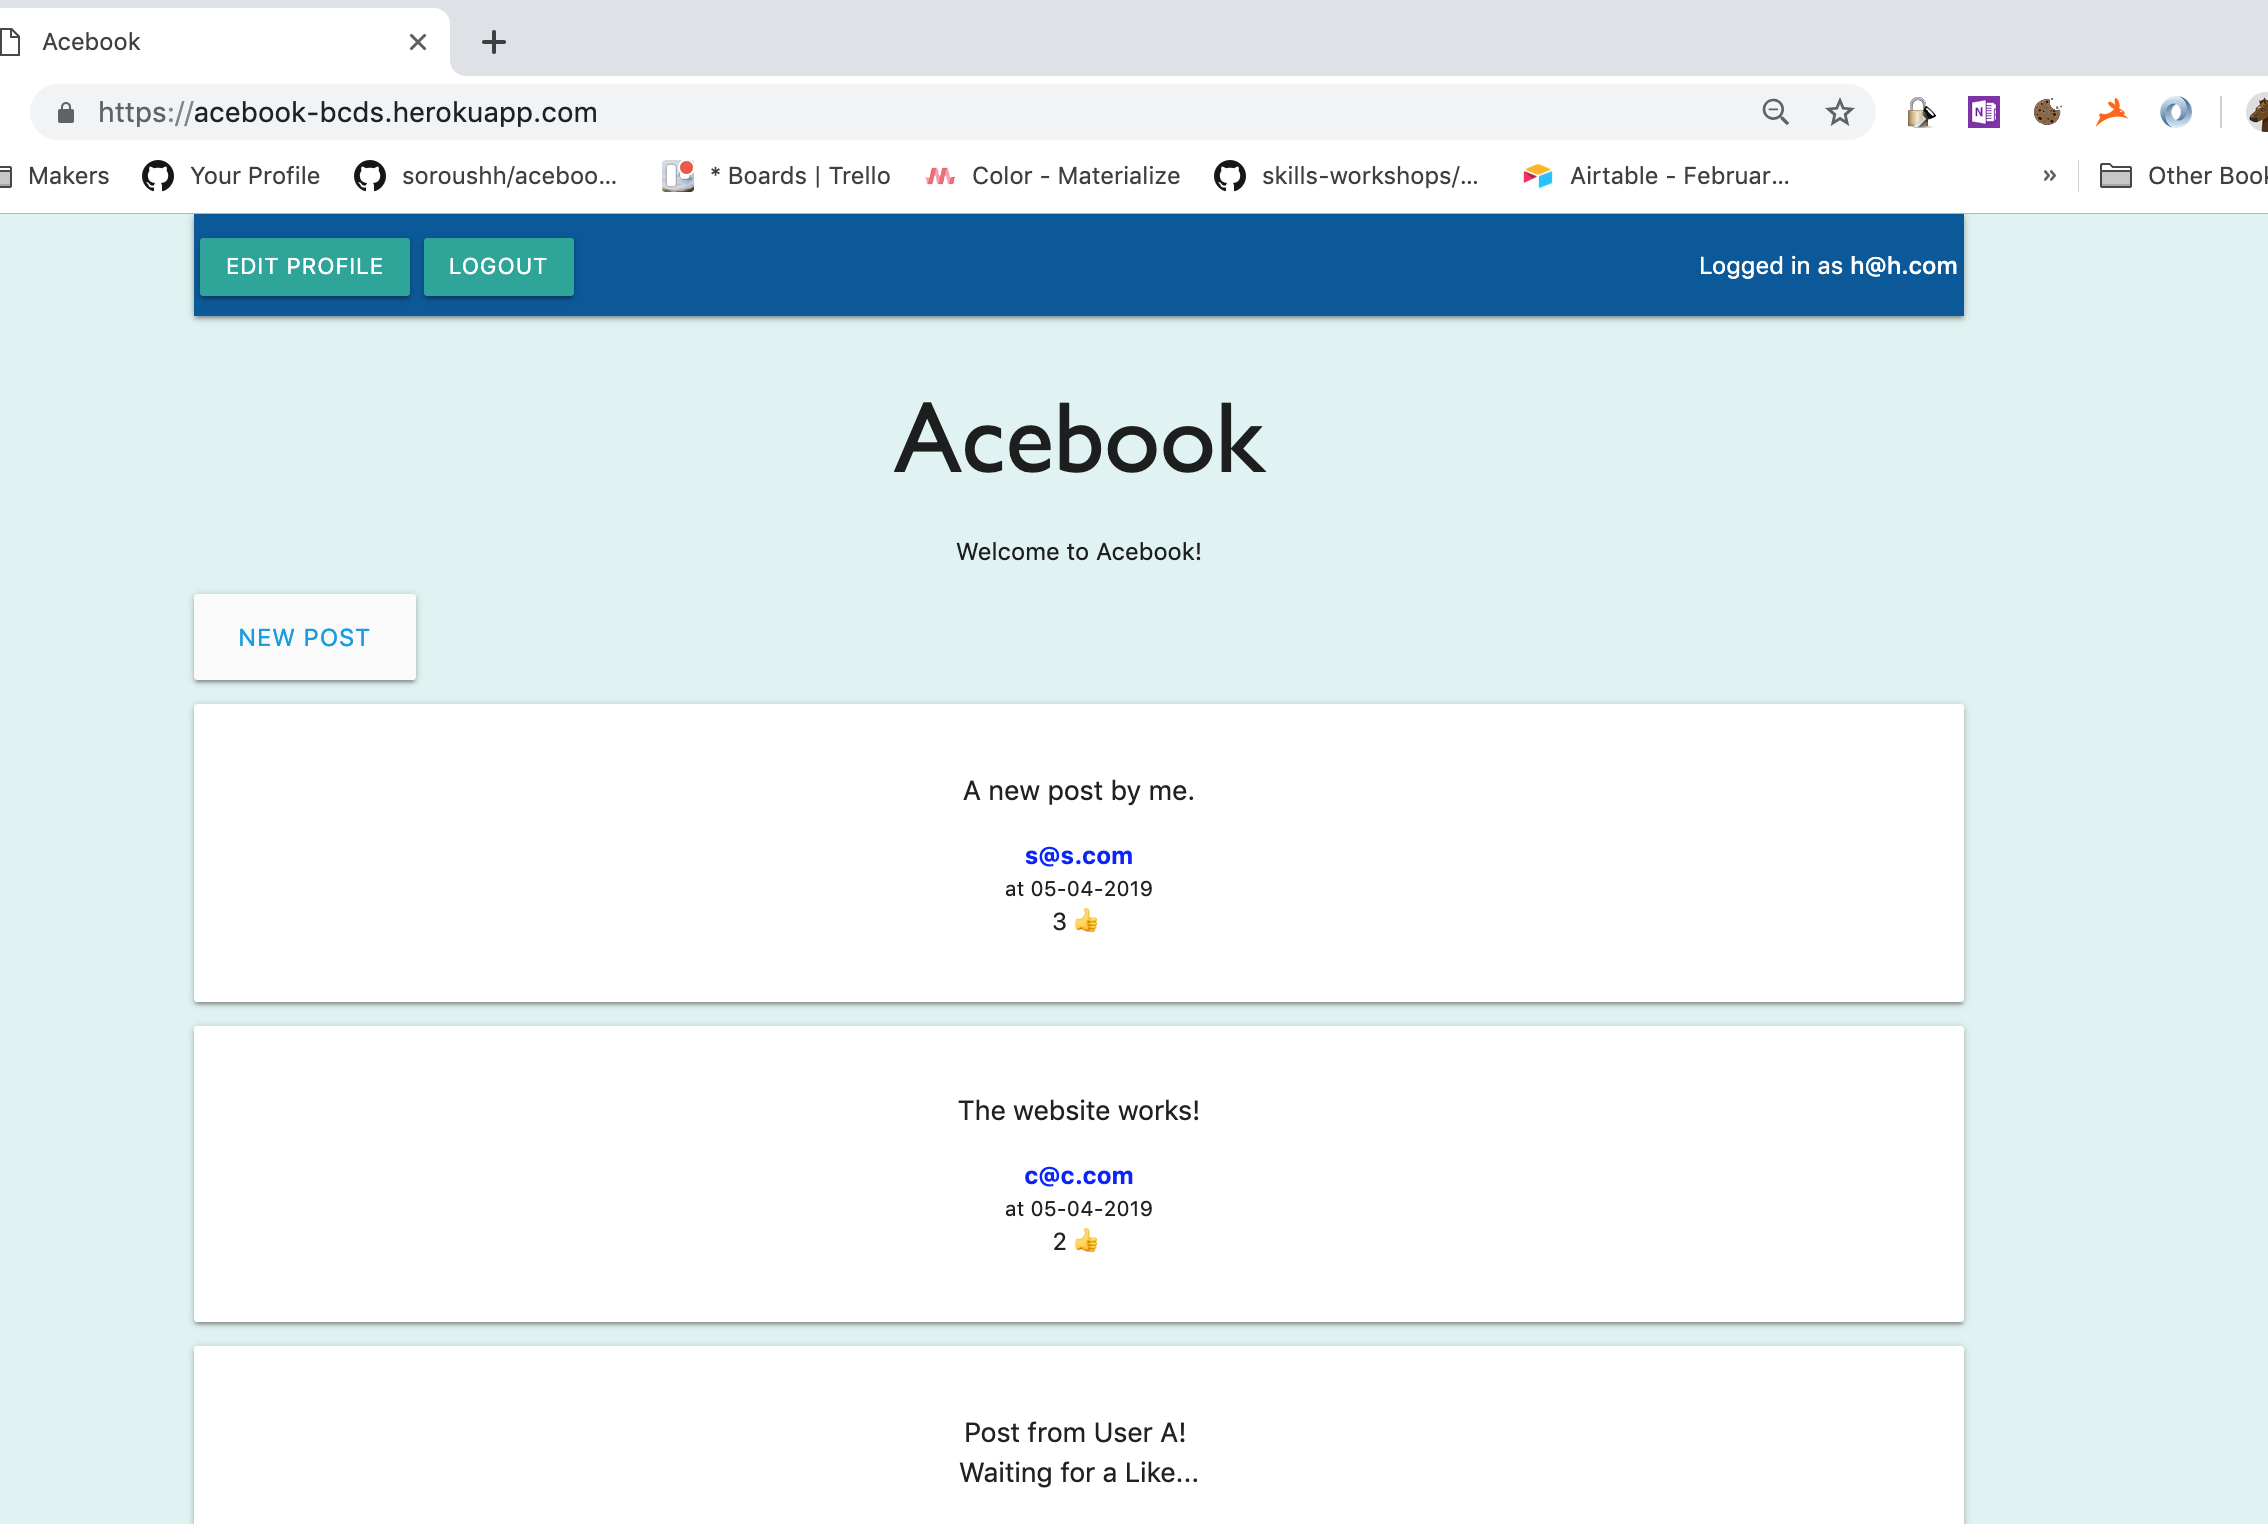 Acebook
https://acebook-bcds.herokuapp.com
Makers Your Profile soroushh/aceboo... * Boards | Trello Color - Materialize skills-workshops/... Airtable - Februar... » Other
EDIT PROFILE LOGOUT Logged in as h@h.com
Acebook
Welcome to Acebook!
NEW POST
A new post by me.
s@s.com
at 05-04-2019
3 👍
The website works!
c@c.com
at 05-04-2019
2 👍
Post from User A!
Waiting for a Like...